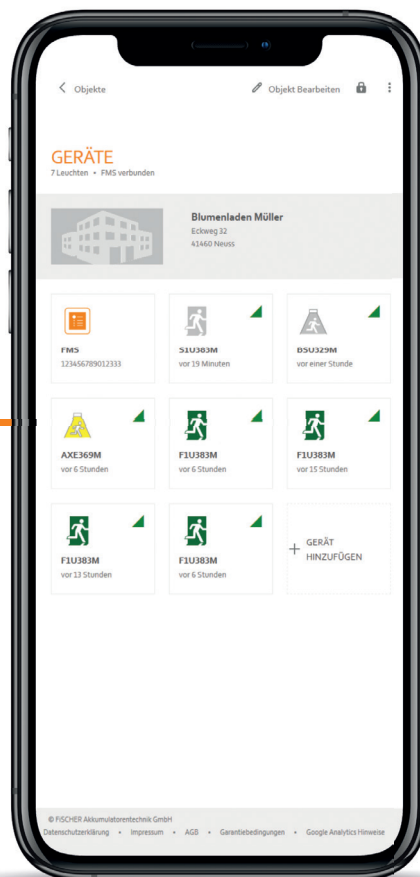 Objekte
Objekt Bearbeiten
GERÄTE
7 Leuchten • FMS verbunden
Blumenladen Müller
Eckweg 32
41460 Neuss
FMS
123456789012333
S1U383M
vor 19 Minuten
BSU329M
vor einer Stunde
AXE369M
vor 6 Stunden
F1U383M
vor 6 Stunden
F1U383M
vor 15 Stunden
F1U383M
vor 13 Stunden
F1U383M
vor 6 Stunden
+ GERÄT
HINZUFÜGEN
© FiSCHER Akkumulatorentechnik GmbH
Datenschutzerklärung • Impressum • AGB • Garantiebedingungen • Google Analytics Hinweise